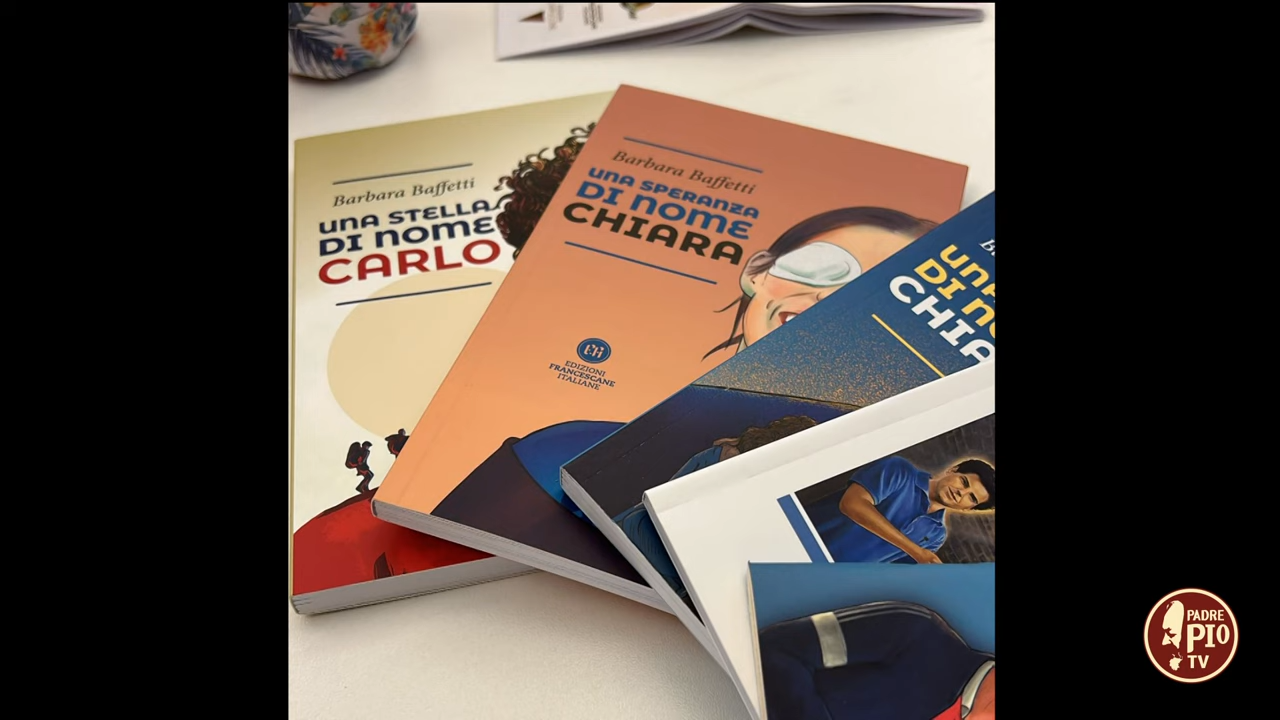 Barbara Baffetti
UNA STELLA
DI NOME
CARLO
Barbara Baffetti
UNA SPERANZA
DI NOME
CHIARA
EDIZIONI
FRANCESCANE
ITALIANE
DI
PADRE
PIO
TV